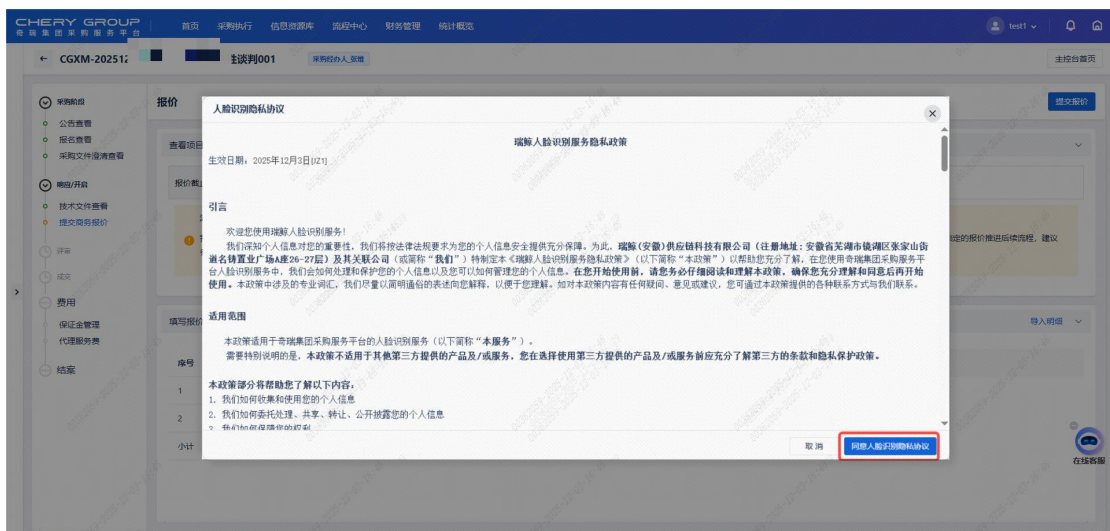 CHERY GROUP
奇瑞集团采购服务平台
首页 采购执行 信息资源库 流程中心 财务管理 统计概览
test1
← CGXM-202512 谈判001 采购经办人_张维
主控台首页
采购阶段
公告查看
报名查看
采购文件澄清查看
响应/开启
技术文件查看
提交商务报价
评审
成交
费用
保证金管理
代理服务费
结案
报价
提交报价
查看项目
报价截
定的报价推进后续流程，建议
填写报价
导入明细
序号
1
2
小计
人脸识别隐私协议
瑞鲸人脸识别服务隐私政策
生效日期：2025年12月3日[JZ1]
引言
欢迎您使用瑞鲸人脸识别服务！
我们深知个人信息对您的重要性，我们将按法律法规要求为您的个人信息安全提供充分保障。为此，瑞鲸(安徽)供应链科技有限公司（注册地址：安徽省芜湖市镜湖区张家山街
道名铸置业广场A座26-27层）及其关联公司（或简称“我们”）特制定本《瑞鲸人脸识别服务隐私政策》（以下简称“本政策”）以帮助您充分了解，在您使用奇瑞集团采购服务平
台人脸识别服务中，我们会如何处理和保护您的个人信息以及您可以如何管理您的个人信息。在您开始使用前，请您务必仔细阅读和理解本政策，确保您充分理解和同意后再开始
使用。本政策中涉及的专业词汇，我们尽量以简明通俗的表述向您解释，以便于您理解。如对本政策内容有任何疑问、意见或建议，您可通过本政策提供的各种联系方式与我们联系。
适用范围
本政策适用于奇瑞集团采购服务平台的人脸识别服务（以下简称“本服务”）。
需要特别说明的是，本政策不适用于其他第三方提供的产品及/或服务，您在选择使用第三方提供的产品及/或服务前应充分了解第三方的条款和隐私保护政策。
本政策部分将帮助您了解以下内容：
1. 我们如何收集和使用您的个人信息
2. 我们如何委托处理、共享、转让、公开披露您的个人信息
3. 我们如何保障您的权利
取消
同意人脸识别隐私协议
在线客服